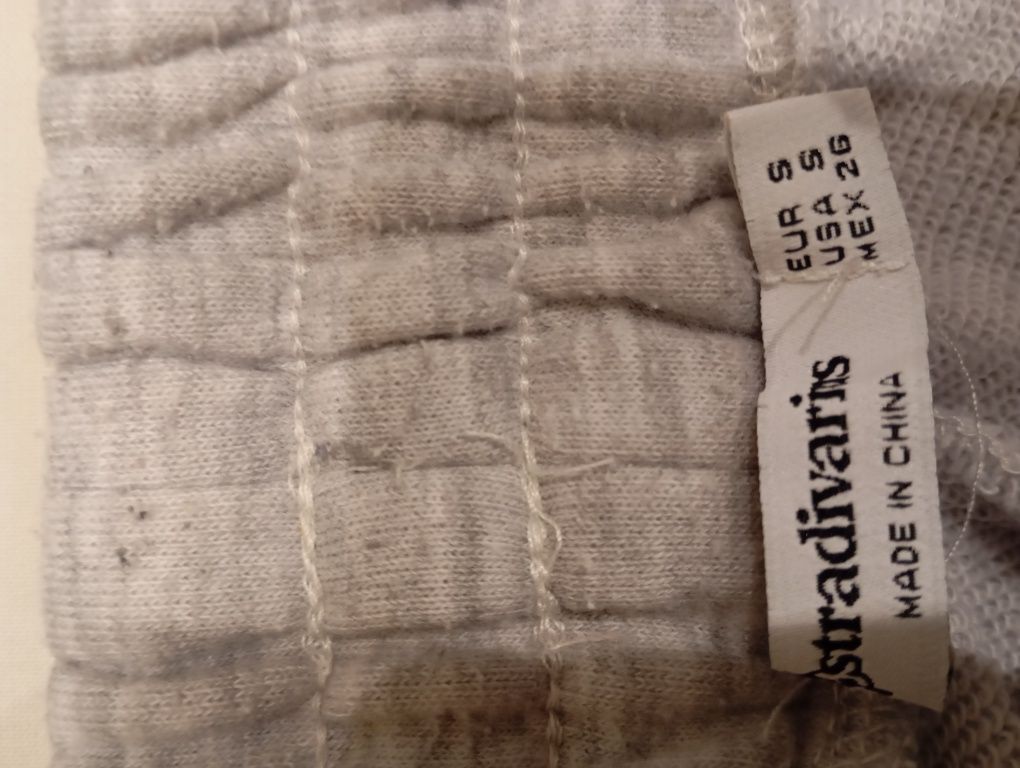 EUR S
USA S
MEX 26
stradivarius
MADE IN CHINA